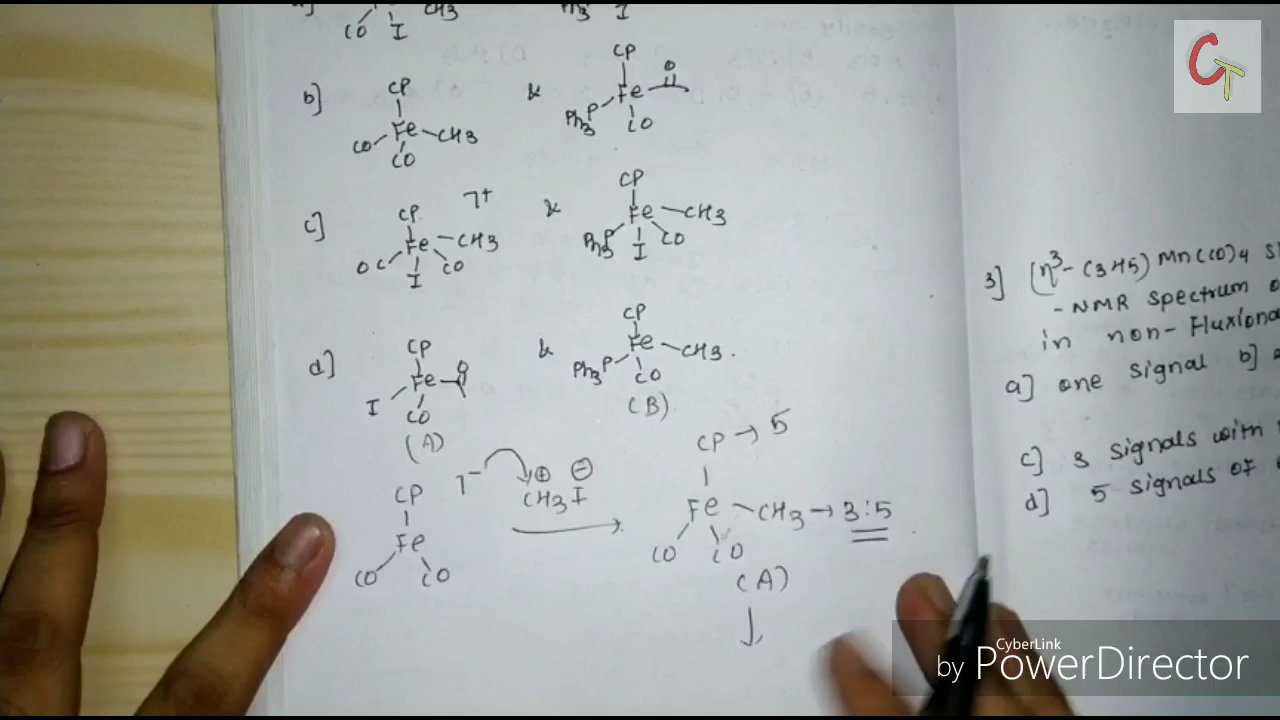 CO I CH3
Ph3 I
b]
CP
Fe
CO CH3
CO
&
CP
O
Fe
Ph3P CO
c]
CP ⁊+
Fe CH3
OC CO
I
&
CP
Fe CH3
Ph3P CO
I
d]
CP
O
Fe
I CO
(A)
&
CP
Fe CH3.
Ph3P CO
(B)
CP ⁊-
Fe
CO CO
⊕ ⊖
CH3 I
CP → 5
Fe
CH3 → 3:5
CO CO
(A)
3] (η3-C3H5) Mn(CO)4
-NMR spectrum
in non-Fluxiona
a] one signal b]
c] 3 signals with
d] 5 signals of
CT
CyberLink
by PowerDirector